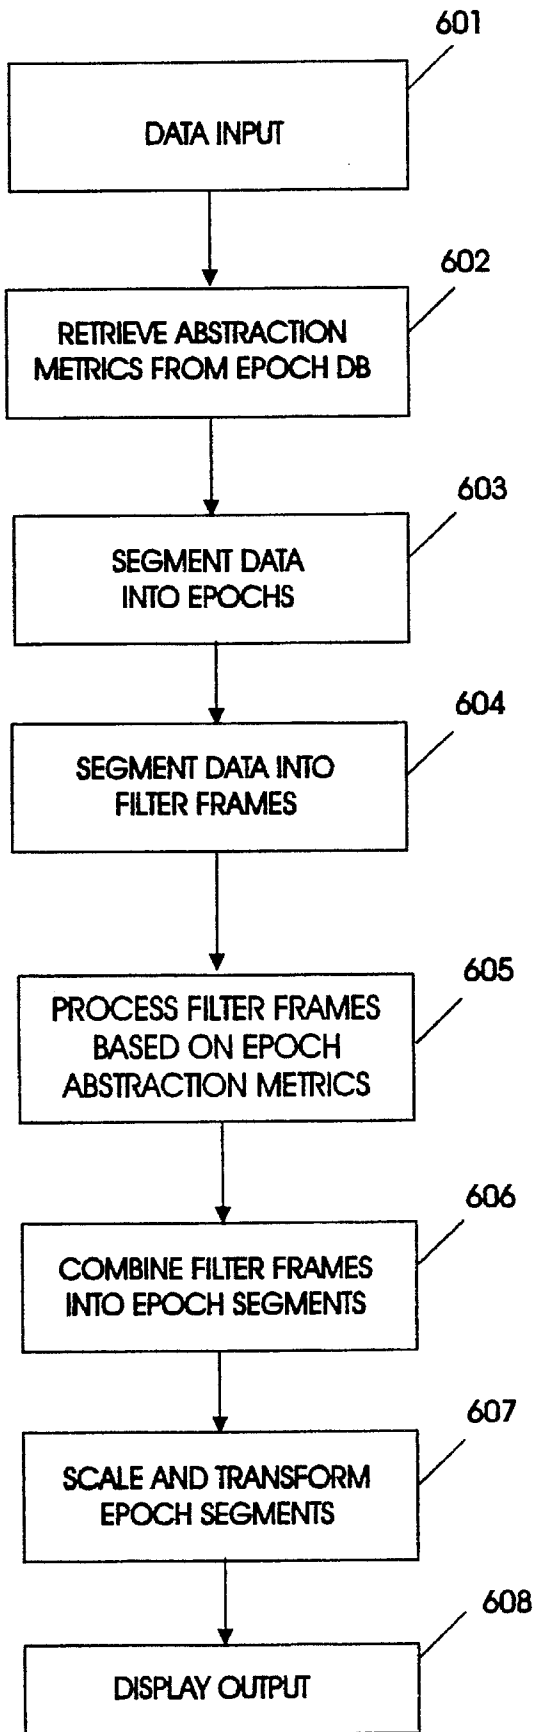 601
DATA INPUT
602
RETRIEVE ABSTRACTION
METRICS FROM EPOCH DB
603
SEGMENT DATA
INTO EPOCHS
604
SEGMENT DATA INTO
FILTER FRAMES
605
PROCESS FILTER FRAMES
BASED ON EPOCH
ABSTRACTION METRICS
606
COMBINE FILTER FRAMES
INTO EPOCH SEGMENTS
607
SCALE AND TRANSFORM
EPOCH SEGMENTS
608
DISPLAY OUTPUT